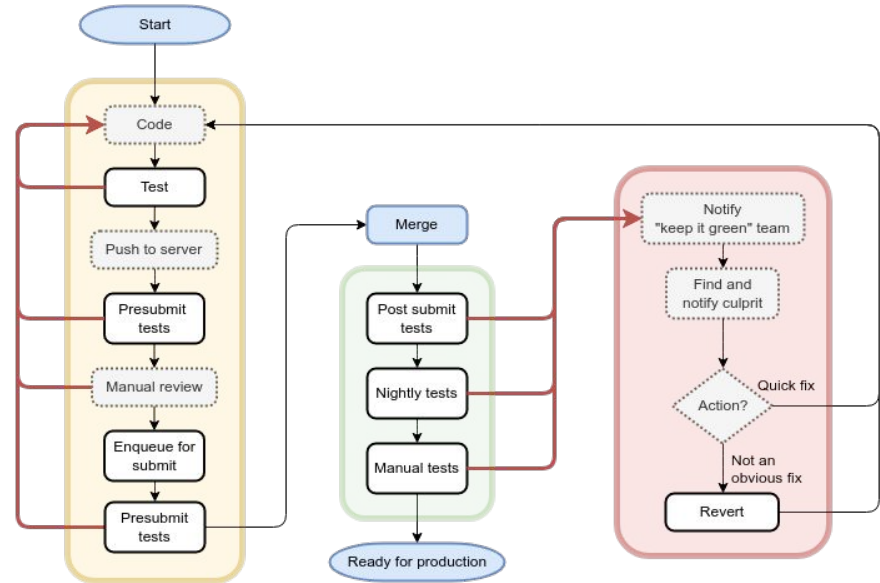 Start
Code
Test
Push to server
Presubmit
tests
Manual review
Enqueue for
submit
Presubmit
tests
Merge
Post submit
tests
Nightly tests
Manual tests
Ready for production
Notify
"keep it green" team
Find and
notify culprit
Action?
Quick fix
Not an
obvious fix
Revert